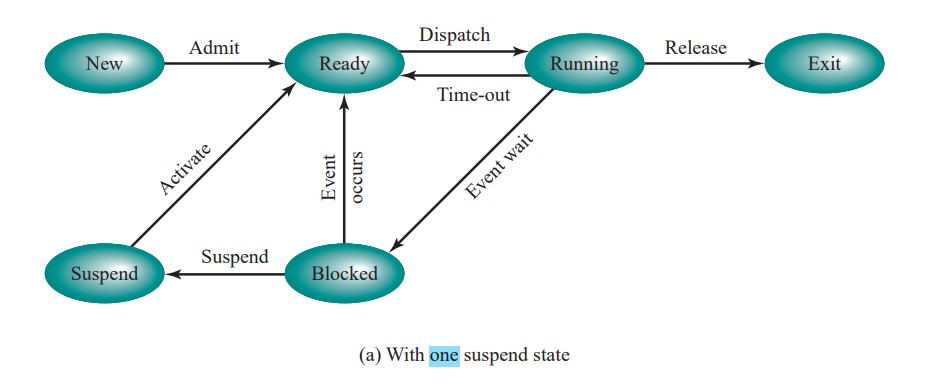 Dispatch
Admit
Release
New
Ready
Running
Exit
Time-out
Activate
Event
occurs
Event wait
Suspend
Suspend
Blocked
(a) With one suspend state